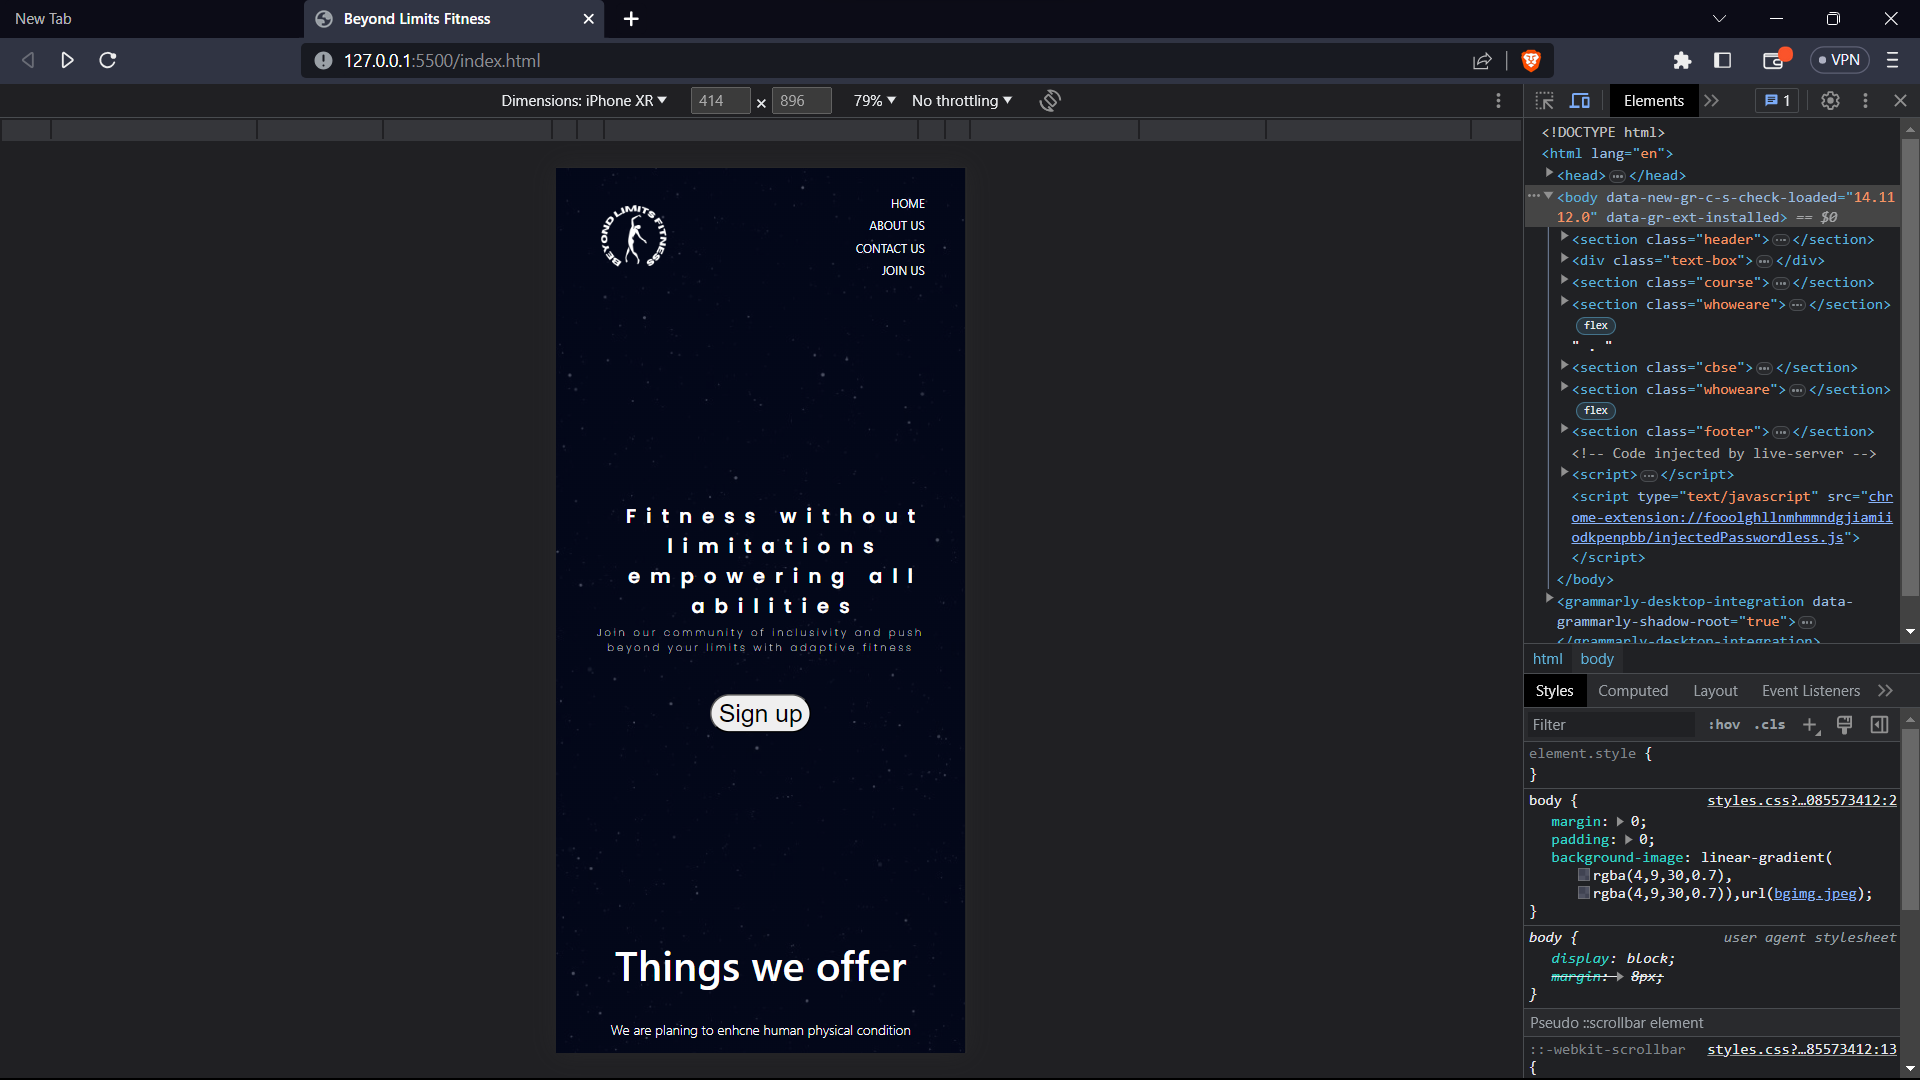 New Tab
Beyond Limits Fitness
127.0.0.1:5500/index.html
VPN
Dimensions: iPhone XR
414 x 896
79%
No throttling
Elements
1
BEYOND LIMITS FITNESS
HOME
ABOUT US
CONTACT US
JOIN US
Fitness without
limitations
empowering all
abilities
Join our community of inclusivity and push
beyond your limits with adaptive fitness
Sign up
Things we offer
We are planing to enhcne human physical condition
<!DOCTYPE html>
<html lang="en">
<head> … </head>
<body data-new-gr-c-s-check-loaded="14.11
12.0" data-gr-ext-installed> == $0
<section class="header"> … </section>
<div class="text-box"> … </div>
<section class="course"> … </section>
<section class="whoweare"> … </section>
flex
" . "
<section class="cbse"> … </section>
<section class="whoweare"> … </section>
flex
<section class="footer"> … </section>
<!-- Code injected by live-server -->
<script> … </script>
<script type="text/javascript" src="chr
ome-extension://fooolghllnmhmmndgjiamii
odkpenpbb/injectedPasswordless.js">
</script>
</body>
<grammarly-desktop-integration data-
grammarly-shadow-root="true"> …
</grammarly-desktop-integration>
html body
Styles Computed Layout Event Listeners
Filter :hov .cls
element.style {
}
body { styles.css?…085573412:2
margin: 0;
padding: 0;
background-image: linear-gradient(
rgba(4,9,30,0.7),
rgba(4,9,30,0.7)),url(bgimg.jpeg);
}
body { user agent stylesheet
display: block;
margin: 8px;
}
Pseudo ::scrollbar element
::-webkit-scrollbar styles.css?…85573412:13
{